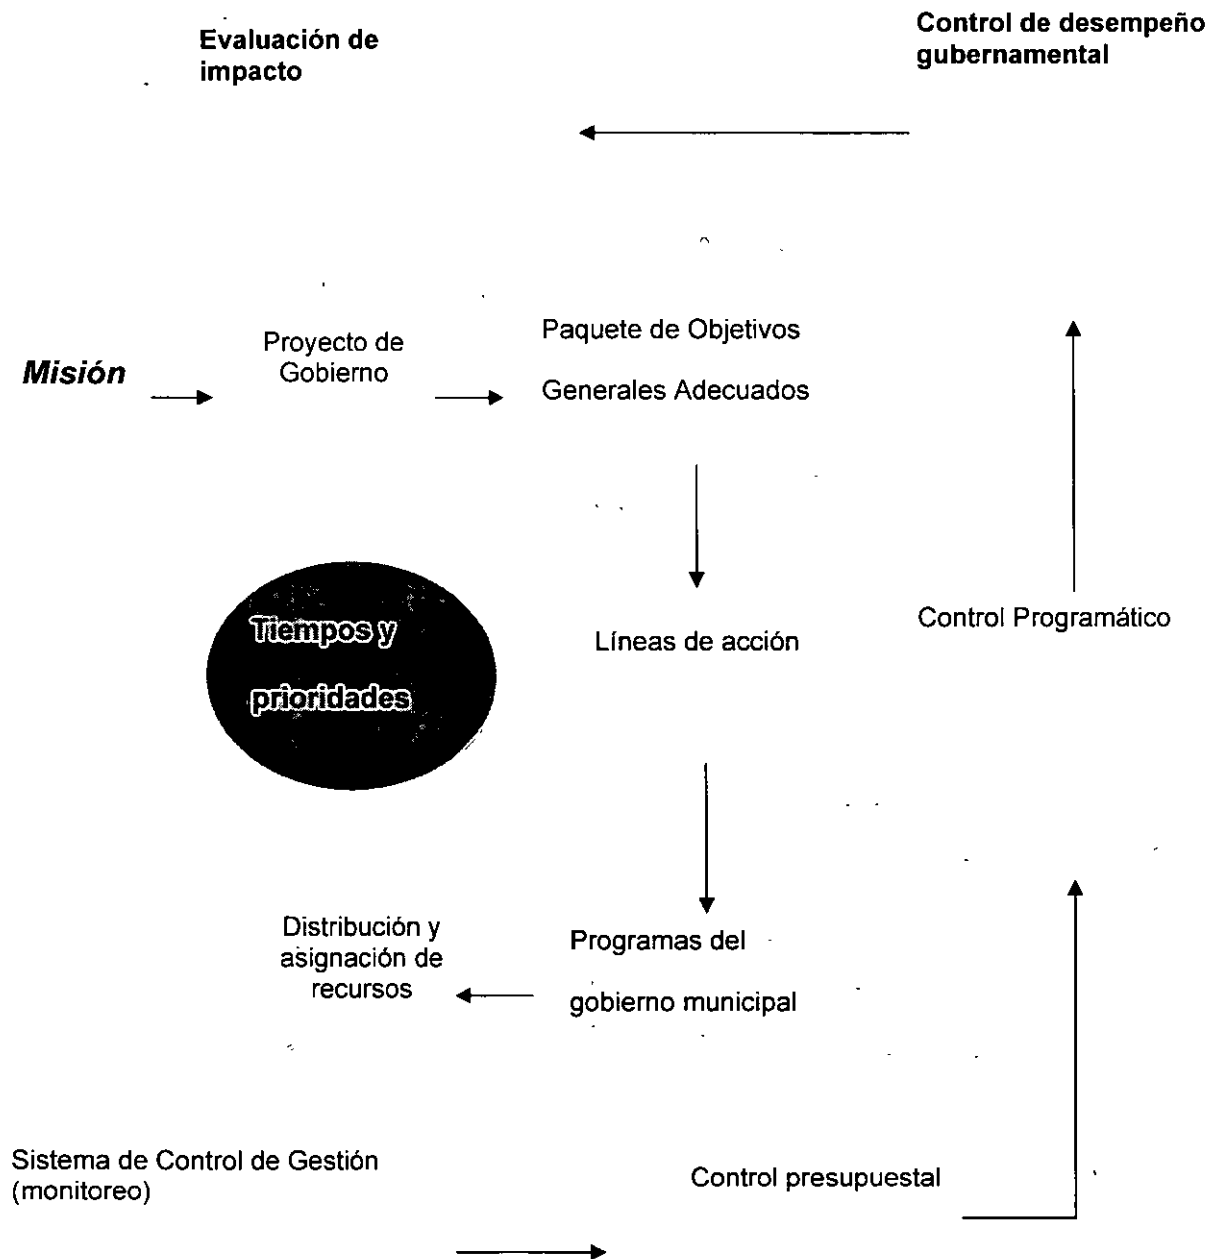 Evaluación de
impacto
Control de desempeño
gubernamental
Misión
Proyecto de
Gobierno
Paquete de Objetivos
Generales Adecuados
Tiempos y
prioridades
Líneas de acción
Control Programático
Distribución y
asignación de
recursos
Programas del
gobierno municipal
Sistema de Control de Gestión
(monitoreo)
Control presupuestal